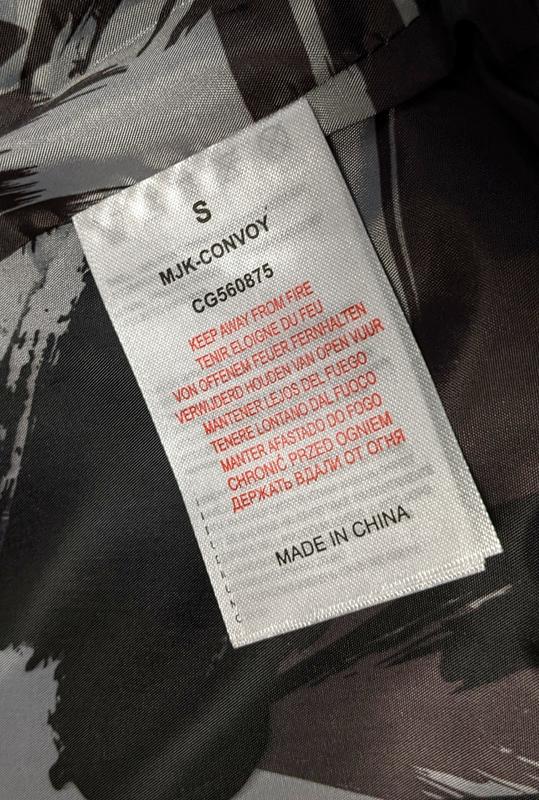 S
MJK-CONVOY
CG560875
KEEP AWAY FROM FIRE
TENIR ELOIGNE DU FEU
VON OFFENEM FEUER FERNHALTEN
VERWIJDERD HOUDEN VAN OPEN VUUR
MANTENER LEJOS DEL FUEGO
TENERE LONTANO DAL FUOCO
MANTER AFASTADO DO FOGO
CHRONIĆ PRZED OGNIEM
ДЕРЖАТЬ ВДАЛИ ОТ ОГНЯ
MADE IN CHINA